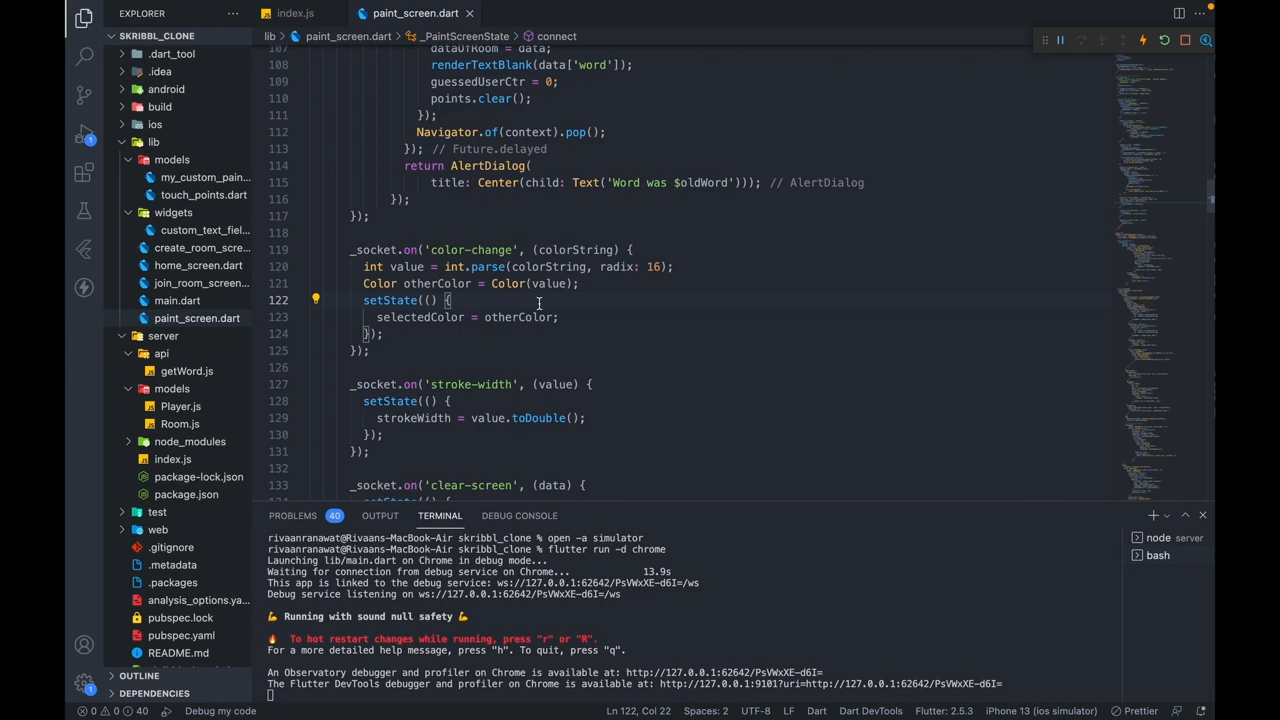 EXPLORER
index.js
paint_screen.dart
SKRIBBL_CLONE
lib > paint_screen.dart > _PaintScreenState > connect
.dart_tool
.idea
android
build
ios
lib
models
my_custom_pain...
touch_points.dart
widgets
custom_text_fiel...
create_room_scre...
home_screen.dart
join_room_screen...
main.dart
paint_screen.dart
server
api
getWord.js
models
Player.js
Room.js
node_modules
index.js
package-lock.json
package.json
test
web
.gitignore
.metadata
.packages
analysis_options.ya...
pubspec.lock
pubspec.yaml
README.md
OUTLINE
DEPENDENCIES
107 dataOfRoom = data;
108 renderTextBlank(data['word']);
109 guessedUserCtr = 0;
110 points.clear();
111 });
112 Navigator.of(context).pop();
113 }); // Future.delayed
114 return AlertDialog(
115 title: Center(child: Text('Word was $oldWord'))); // AlertDialog
116 });
117 });
118
119 _socket.on('color-change', (colorString) {
120 int value = int.parse(colorString, radix: 16);
121 Color otherColor = Color(value);
122 setState(() {
123 selectedColor = otherColor;
124 });
125 });
126
127 _socket.on('stroke-width', (value) {
128 setState(() {
129 strokeWidth = value.toDouble();
130 });
131 });
132
133 _socket.on('clear-screen', (data) {
134 setState(() {
PROBLEMS 40 OUTPUT TERMINAL DEBUG CONSOLE
rivaanranawat@Rivaans-MacBook-Air skribbl_clone % open -a simulator
rivaanranawat@Rivaans-MacBook-Air skribbl_clone % flutter run -d chrome
Launching lib/main.dart on Chrome in debug mode...
Waiting for connection from debug service on Chrome... 13.9s
This app is linked to the debug service: ws://127.0.0.1:62642/PsVWxXE-d6I=/ws
Debug service listening on ws://127.0.0.1:62642/PsVWxXE-d6I=/ws
💪 Running with sound null safety 💪
🔥 To hot restart changes while running, press "r" or "R".
For a more detailed help message, press "h". To quit, press "q".
An Observatory debugger and profiler on Chrome is available at: http://127.0.0.1:62642/PsVWxXE-d6I=
The Flutter DevTools debugger and profiler on Chrome is available at: http://127.0.0.1:9101?uri=http://127.0.0.1:62642/PsVWxXE-d6I=
node server
bash
1
1
0 0 40 Debug my code Ln 122, Col 22 Spaces: 2 UTF-8 LF Dart Dart DevTools Flutter: 2.5.3 iPhone 13 (ios simulator) Prettier